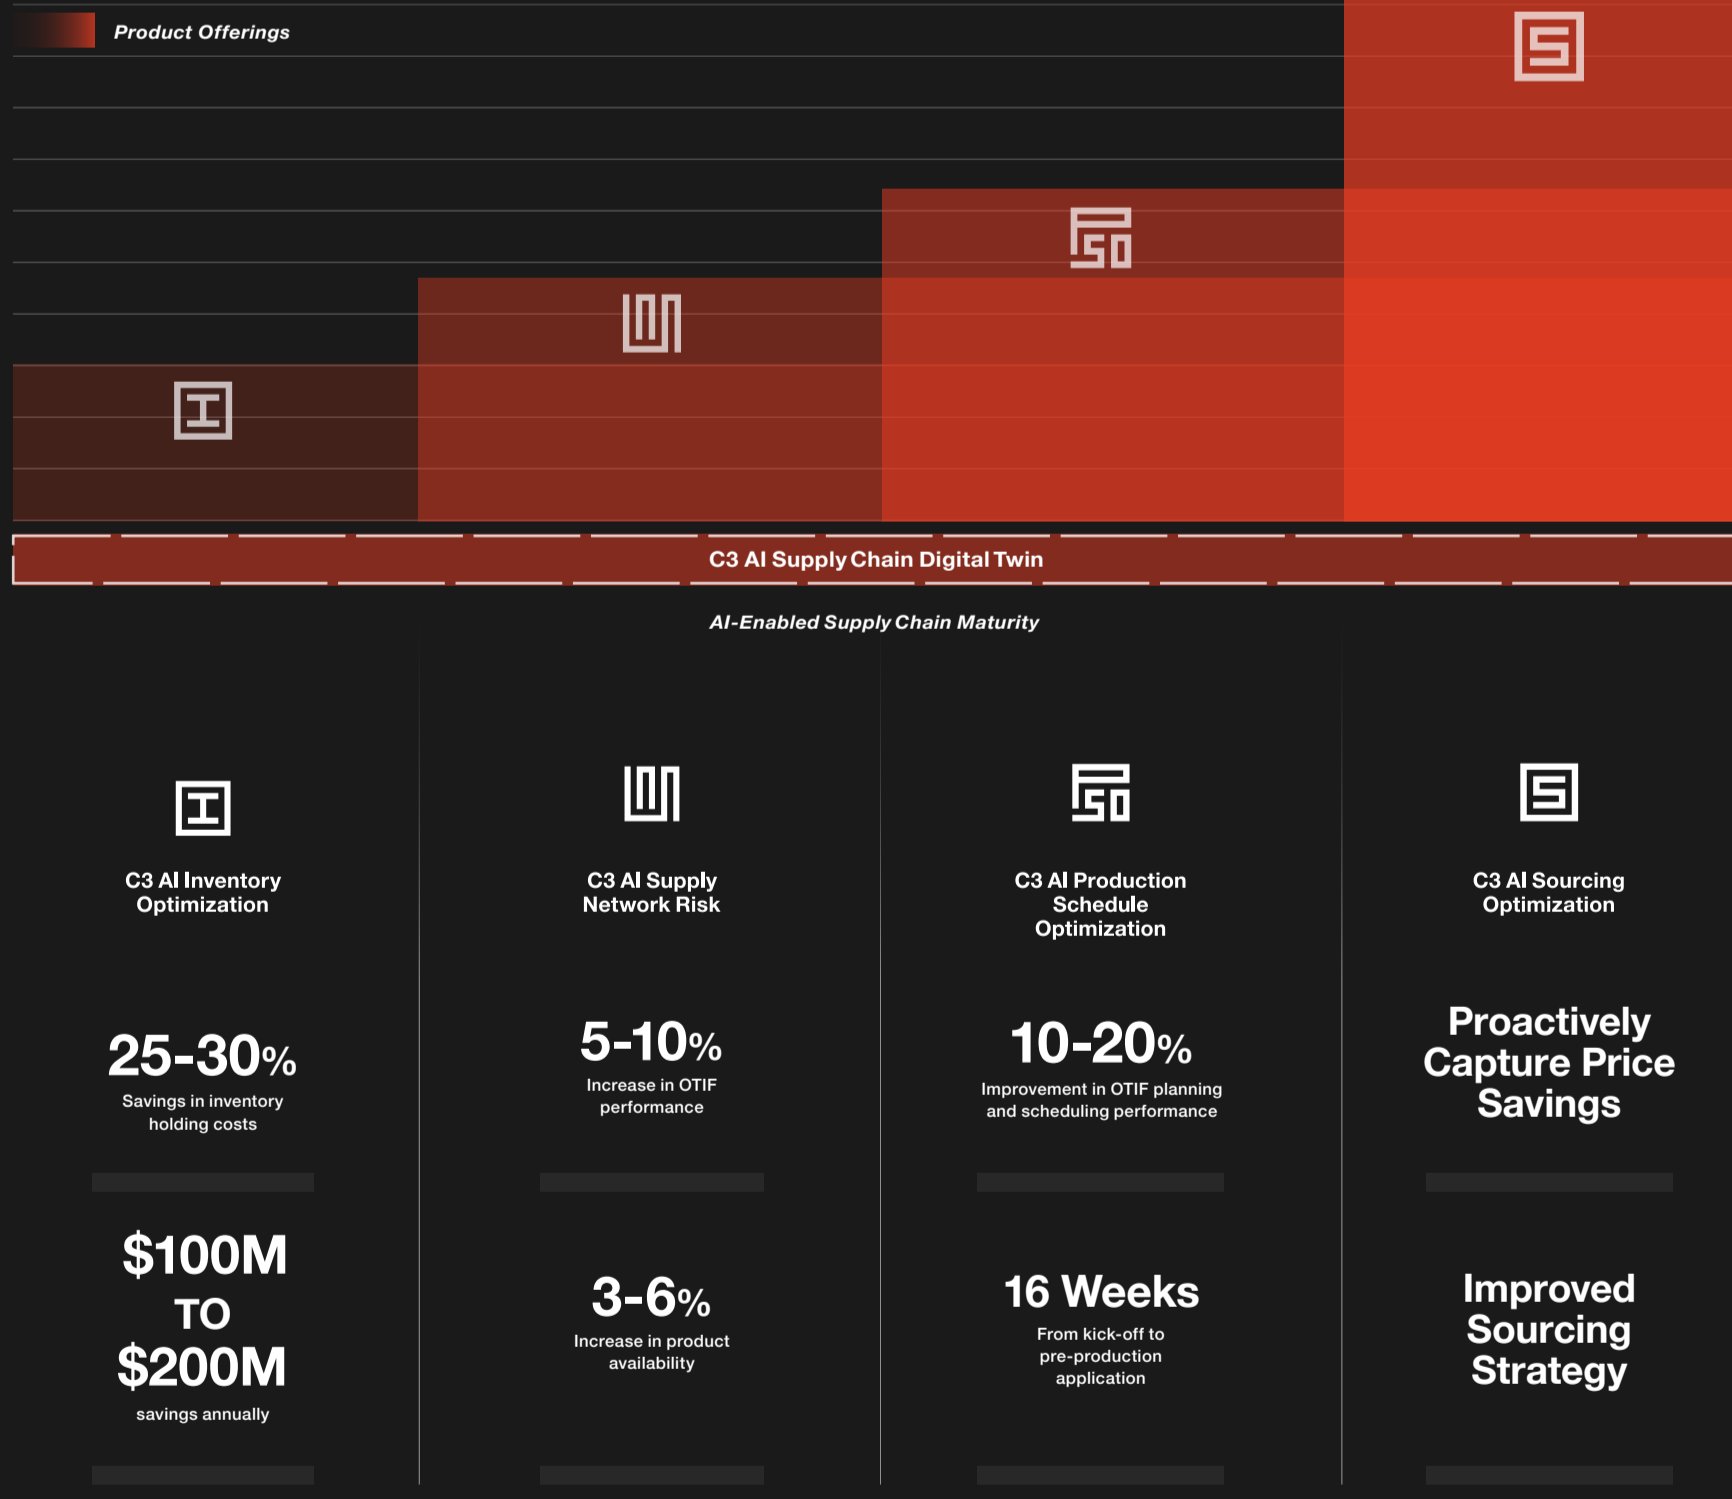 Product Offerings
C3 AI Supply Chain Digital Twin
AI-Enabled Supply Chain Maturity
C3 AI Inventory
Optimization
25-30%
Savings in inventory
holding costs
$100M
TO
$200M
savings annually
C3 AI Supply
Network Risk
5-10%
Increase in OTIF
performance
3-6%
Increase in product
availability
C3 AI Production
Schedule
Optimization
10-20%
Improvement in OTIF planning
and scheduling performance
16 Weeks
From kick-off to
pre-production
application
C3 AI Sourcing
Optimization
Proactively
Capture Price
Savings
Improved
Sourcing
Strategy